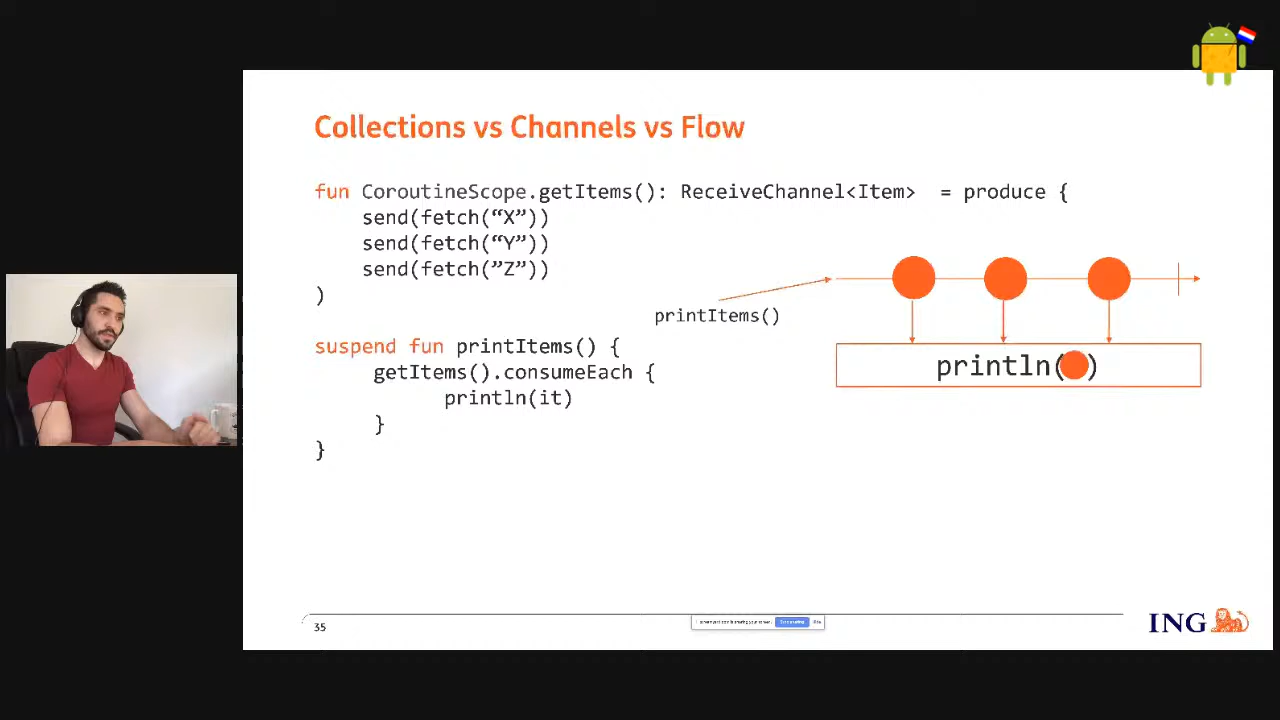 Collections vs Channels vs Flow
fun CoroutineScope.getItems(): ReceiveChannel<Item>  = produce {
send(fetch(“X”))
send(fetch(“Y”))
send(fetch(”Z”))
)
printItems()
println( )
suspend fun printItems() {
getItems().consumeEach {
println(it)
}
}
35
ING